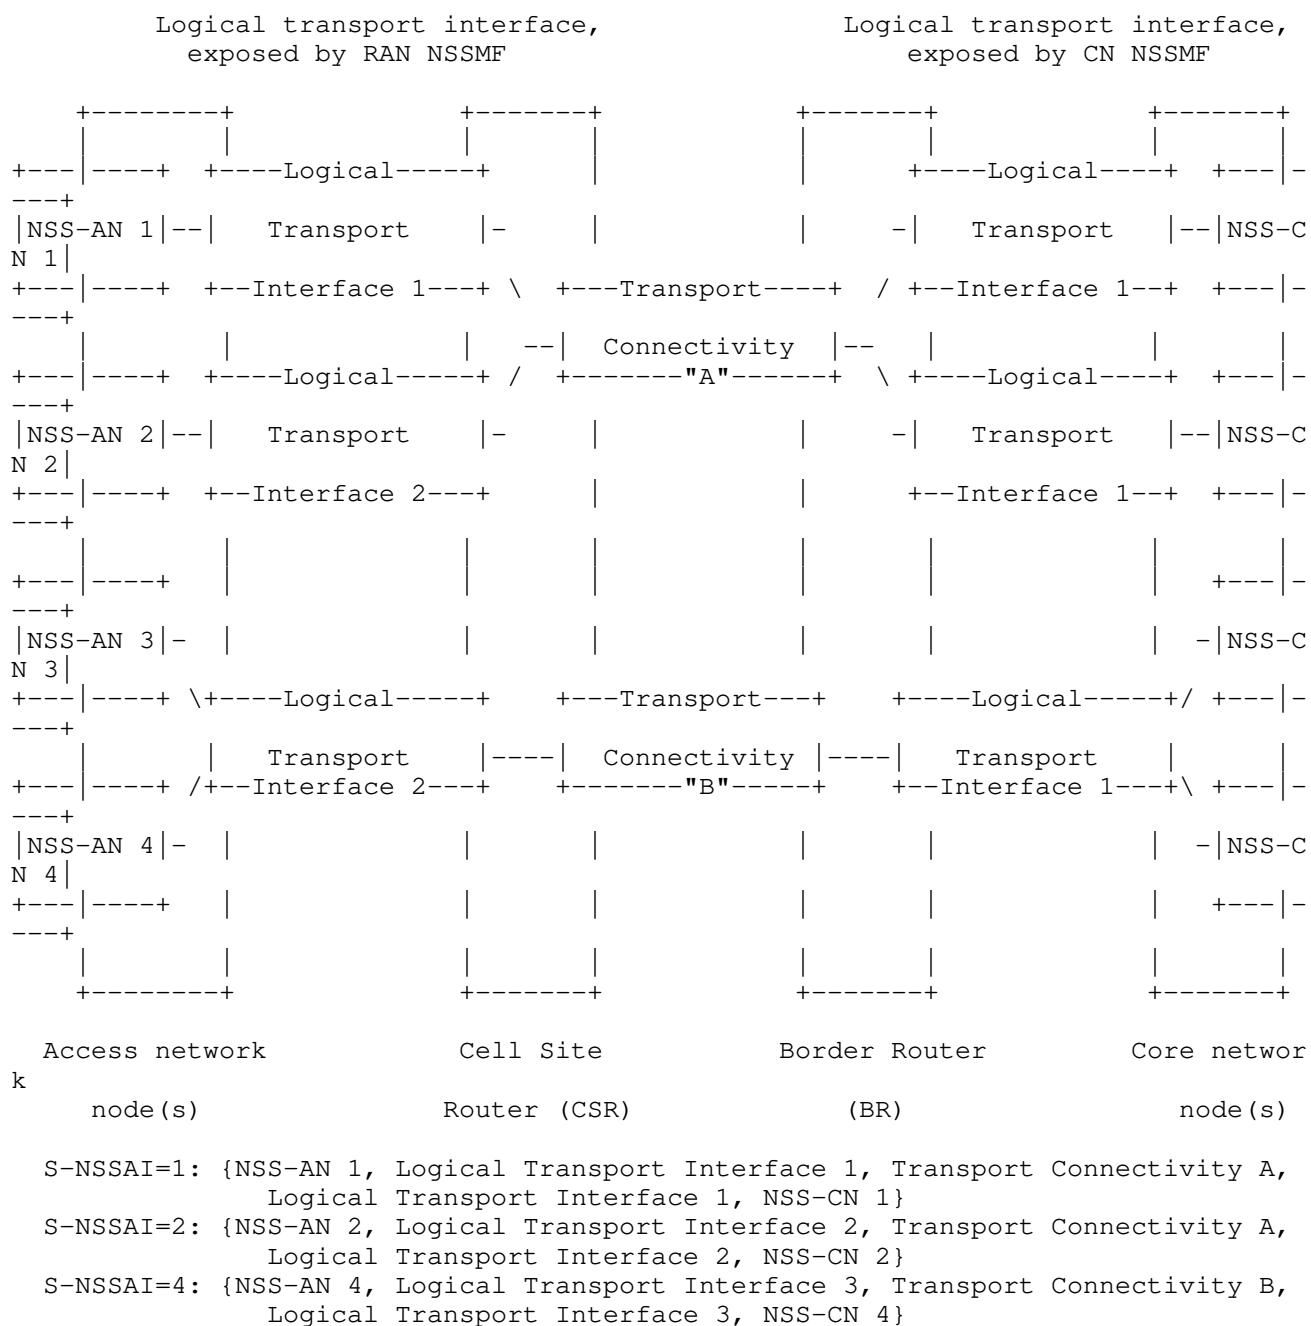 Logical transport interface,               Logical transport interface,
           exposed by RAN NSSMF                         exposed by CN NSSMF

    +--------+              +-------+            +-------+             +-------+
    |        |              |       |            |       |             |       |
+---|----+  +----Logical-----+      |            |      +----Logical----+  +---|-
---+
|NSS-AN 1|--|   Transport    |-     |            |     -|   Transport   |--|NSS-C
N 1|
+---|----+  +--Interface 1---+ \  +---Transport----+  / +--Interface 1--+  +---|-
---+
    |        |              |   --|  Connectivity  |--   |             |       |
+---|----+  +----Logical-----+ /  +-------"A"------+  \ +----Logical----+  +---|-
---+
|NSS-AN 2|--|   Transport    |-     |            |     -|   Transport   |--|NSS-C
N 2|
+---|----+  +--Interface 2---+      |            |      +--Interface 1--+  +---|-
---+
    |        |              |       |            |       |             |       |
+---|----+   |              |       |            |       |             |   +---|-
---+
|NSS-AN 3|-  |              |       |            |       |             |  -|NSS-C
N 3|
+---|----+ \+----Logical-----+    +---Transport---+    +----Logical-----+/ +---|-
---+
    |       |   Transport    |----|  Connectivity |----|   Transport    |      |
+---|----+ /+--Interface 2---+    +-------"B"-----+    +--Interface 1---+\ +---|-
---+
|NSS-AN 4|-  |              |       |            |       |             |  -|NSS-C
N 4|
+---|----+   |              |       |            |       |             |   +---|-
---+
    |        |              |       |            |       |             |       |
    +--------+              +-------+            +-------+             +-------+

  Access network            Cell Site           Border Router         Core networ
k
     node(s)               Router (CSR)             (BR)                 node(s)

  S-NSSAI=1: {NSS-AN 1, Logical Transport Interface 1, Transport Connectivity A,
                Logical Transport Interface 1, NSS-CN 1}
  S-NSSAI=2: {NSS-AN 2, Logical Transport Interface 2, Transport Connectivity A,
                Logical Transport Interface 2, NSS-CN 2}
  S-NSSAI=4: {NSS-AN 4, Logical Transport Interface 3, Transport Connectivity B,
                Logical Transport Interface 3, NSS-CN 4}